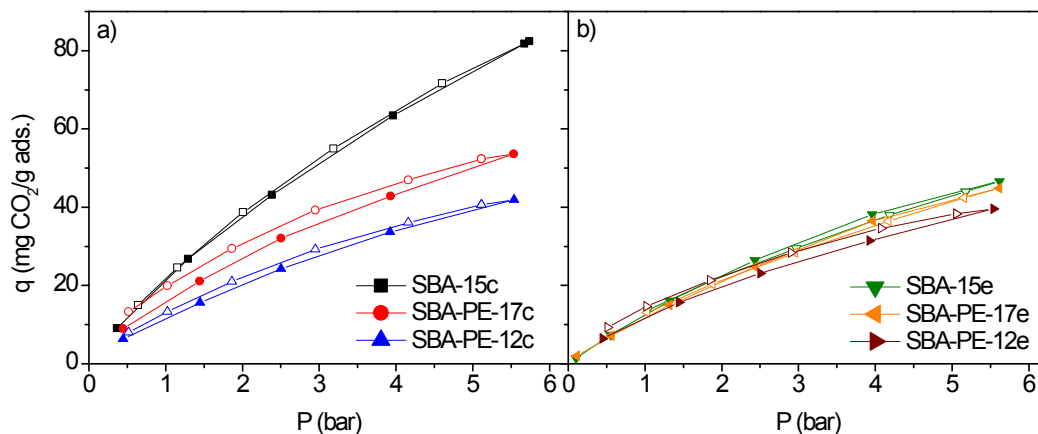 a)
q (mg CO₂/g ads.)
80
60
40
20
0
SBA-15c
SBA-PE-17c
SBA-PE-12c
0 1 2 3 4 5 6
P (bar)
b)
SBA-15e
SBA-PE-17e
SBA-PE-12e
0 1 2 3 4 5 6
P (bar)